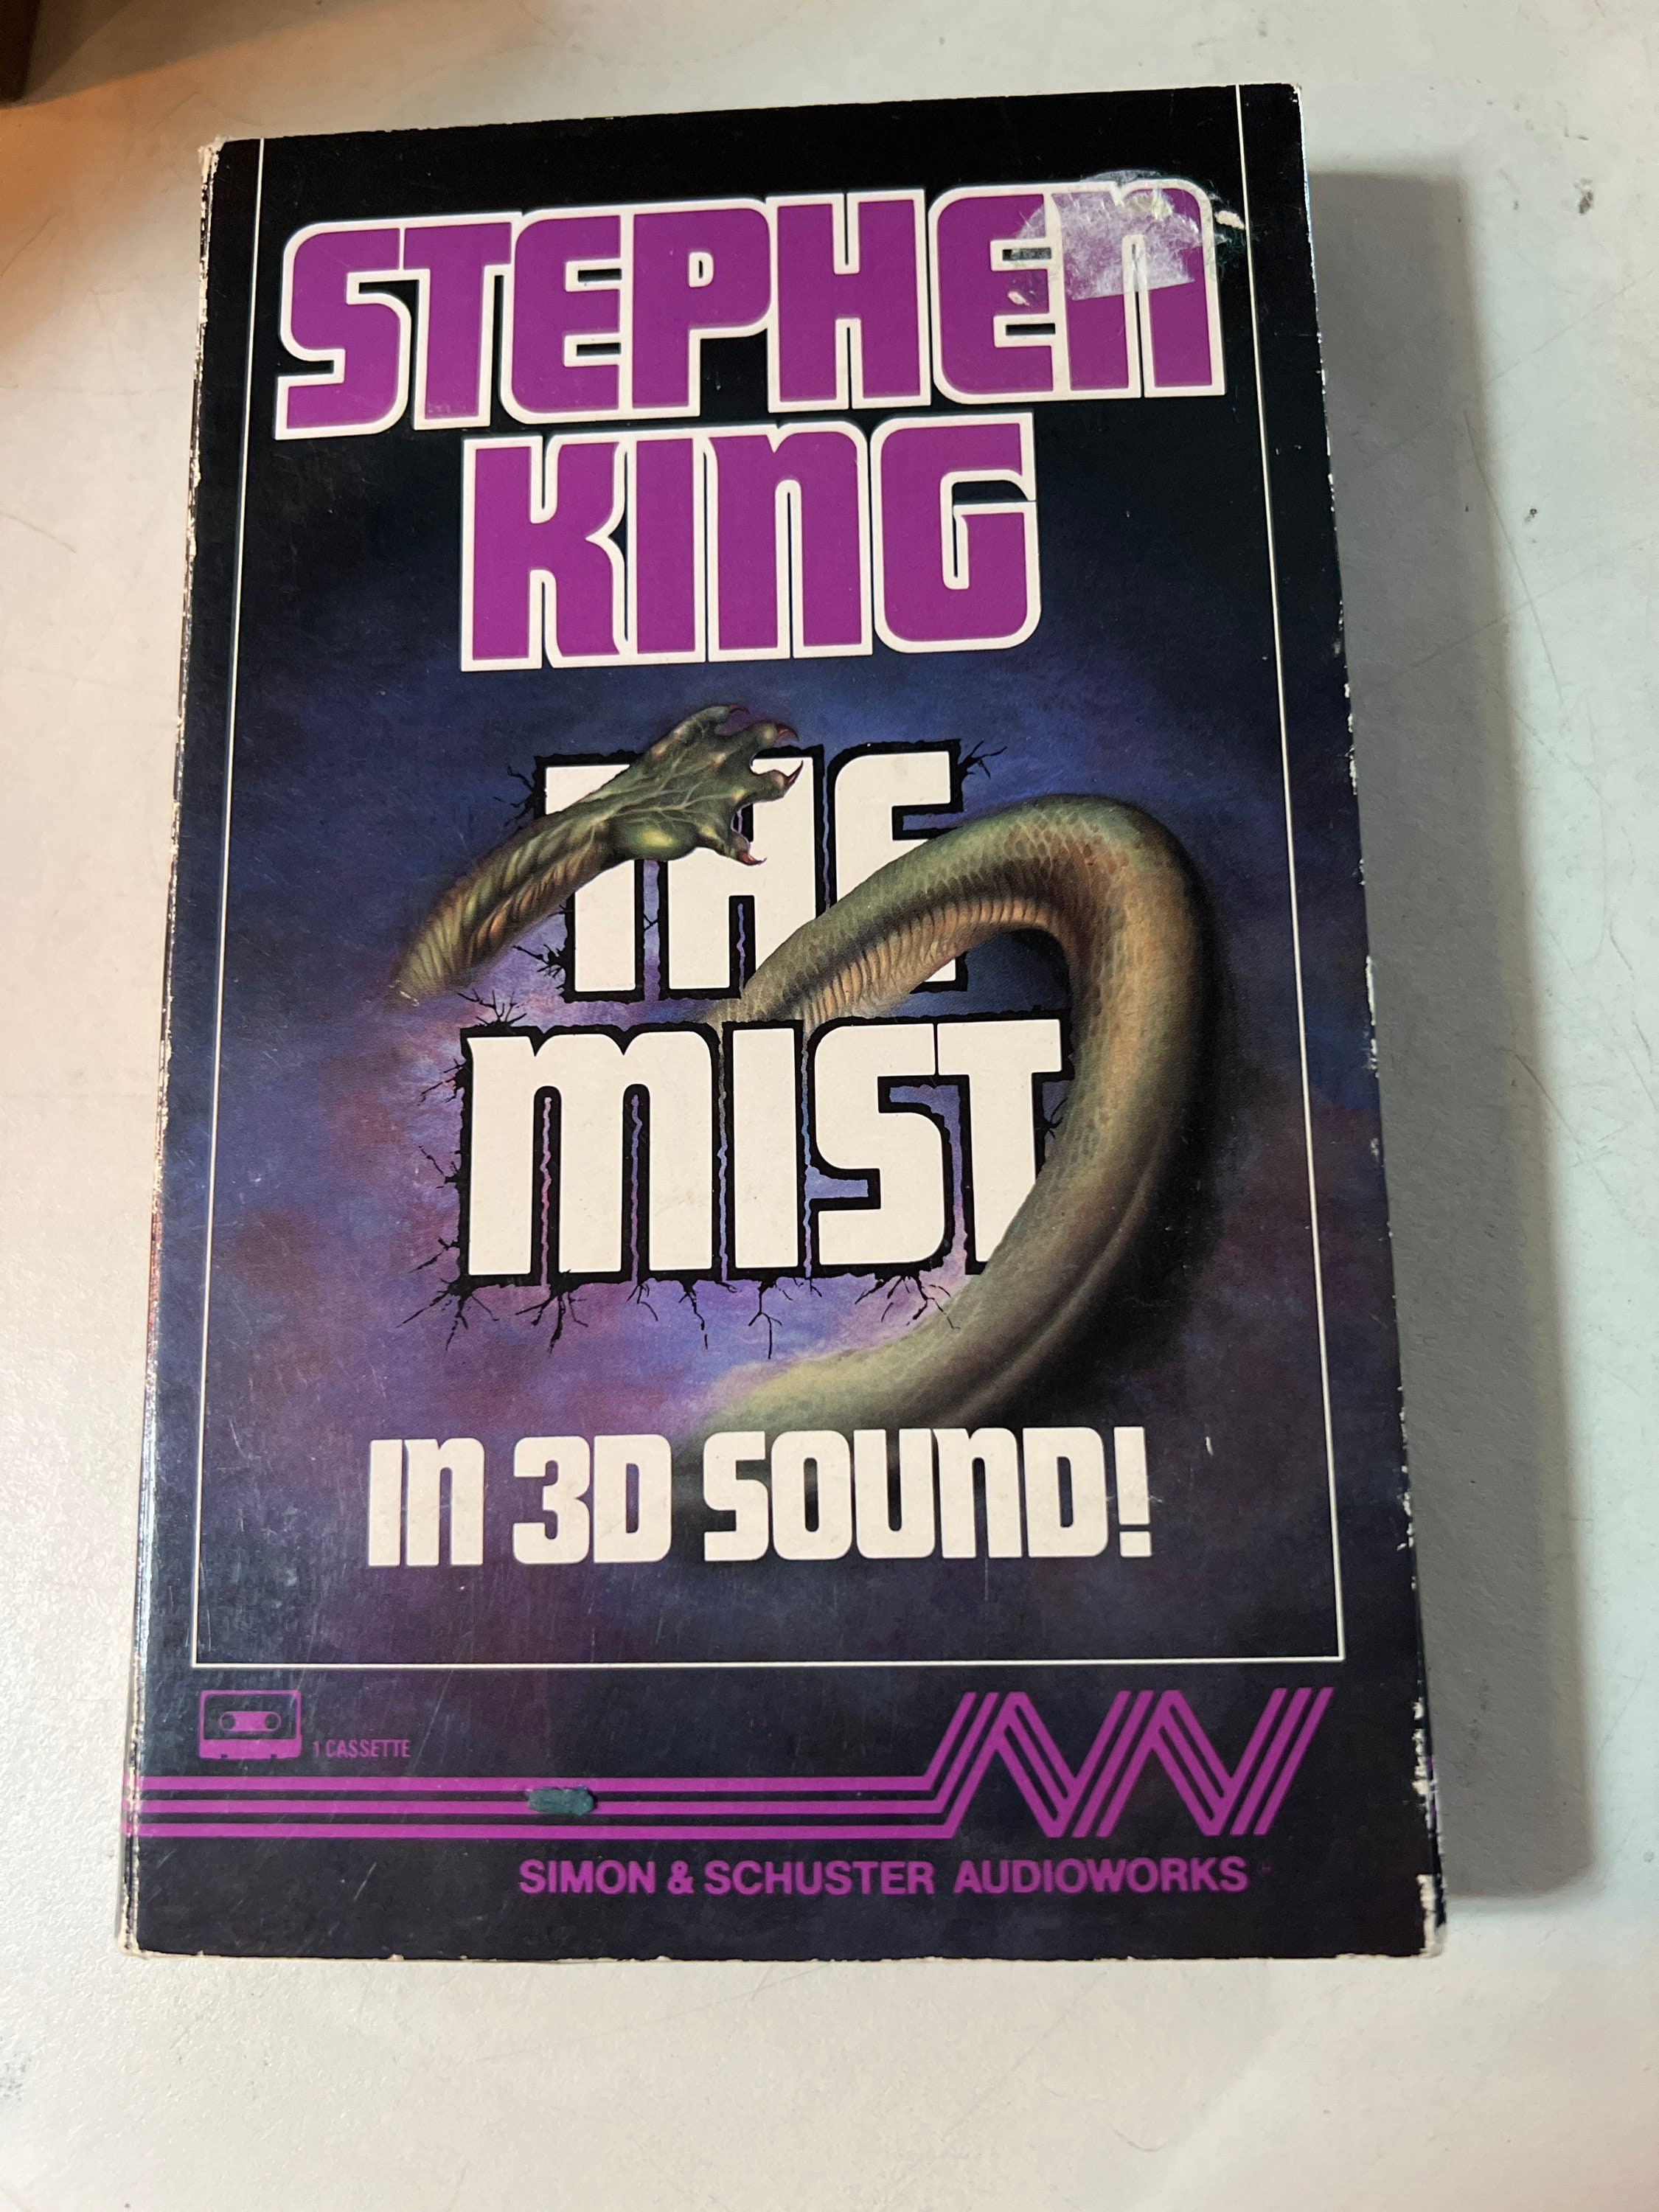 STEPHEN
KING
THE
MIST
IN 3D SOUND!
1 CASSETTE
SIMON & SCHUSTER AUDIOWORKS